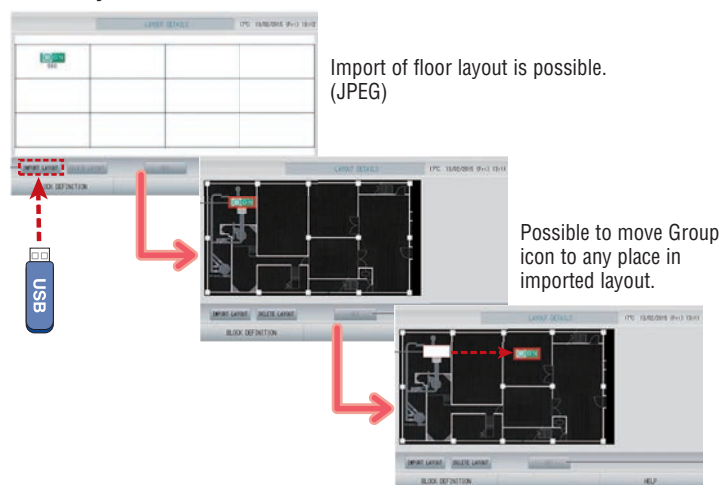 LAYOUT DETAILS
Import of floor layout is possible.
(JPEG)
IMPORT LAYOUT
BLOCK DEFINITION
USB
LAYOUT DETAILS
Possible to move Group
icon to any place in
imported layout.
IMPORT LAYOUT DELETE LAYOUT
BLOCK DEFINITION
LAYOUT DETAILS
IMPORT LAYOUT DELETE LAYOUT
BLOCK DEFINITION HELP